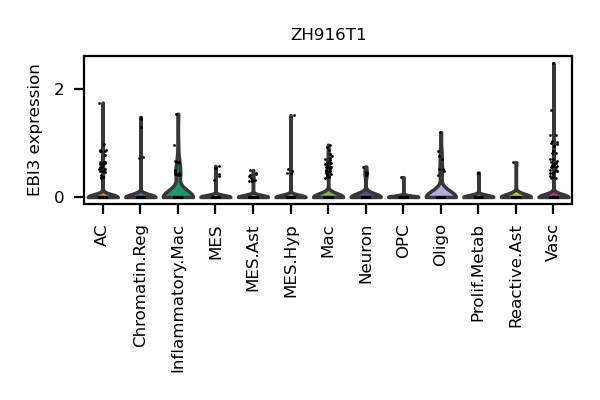 ZH916T1
EBI3 expression
2
0
AC
Chromatin.Reg
Inflammatory.Mac
MES
MES.Ast
MES.Hyp
Mac
Neuron
OPC
Oligo
Prolif.Metab
Reactive.Ast
Vasc